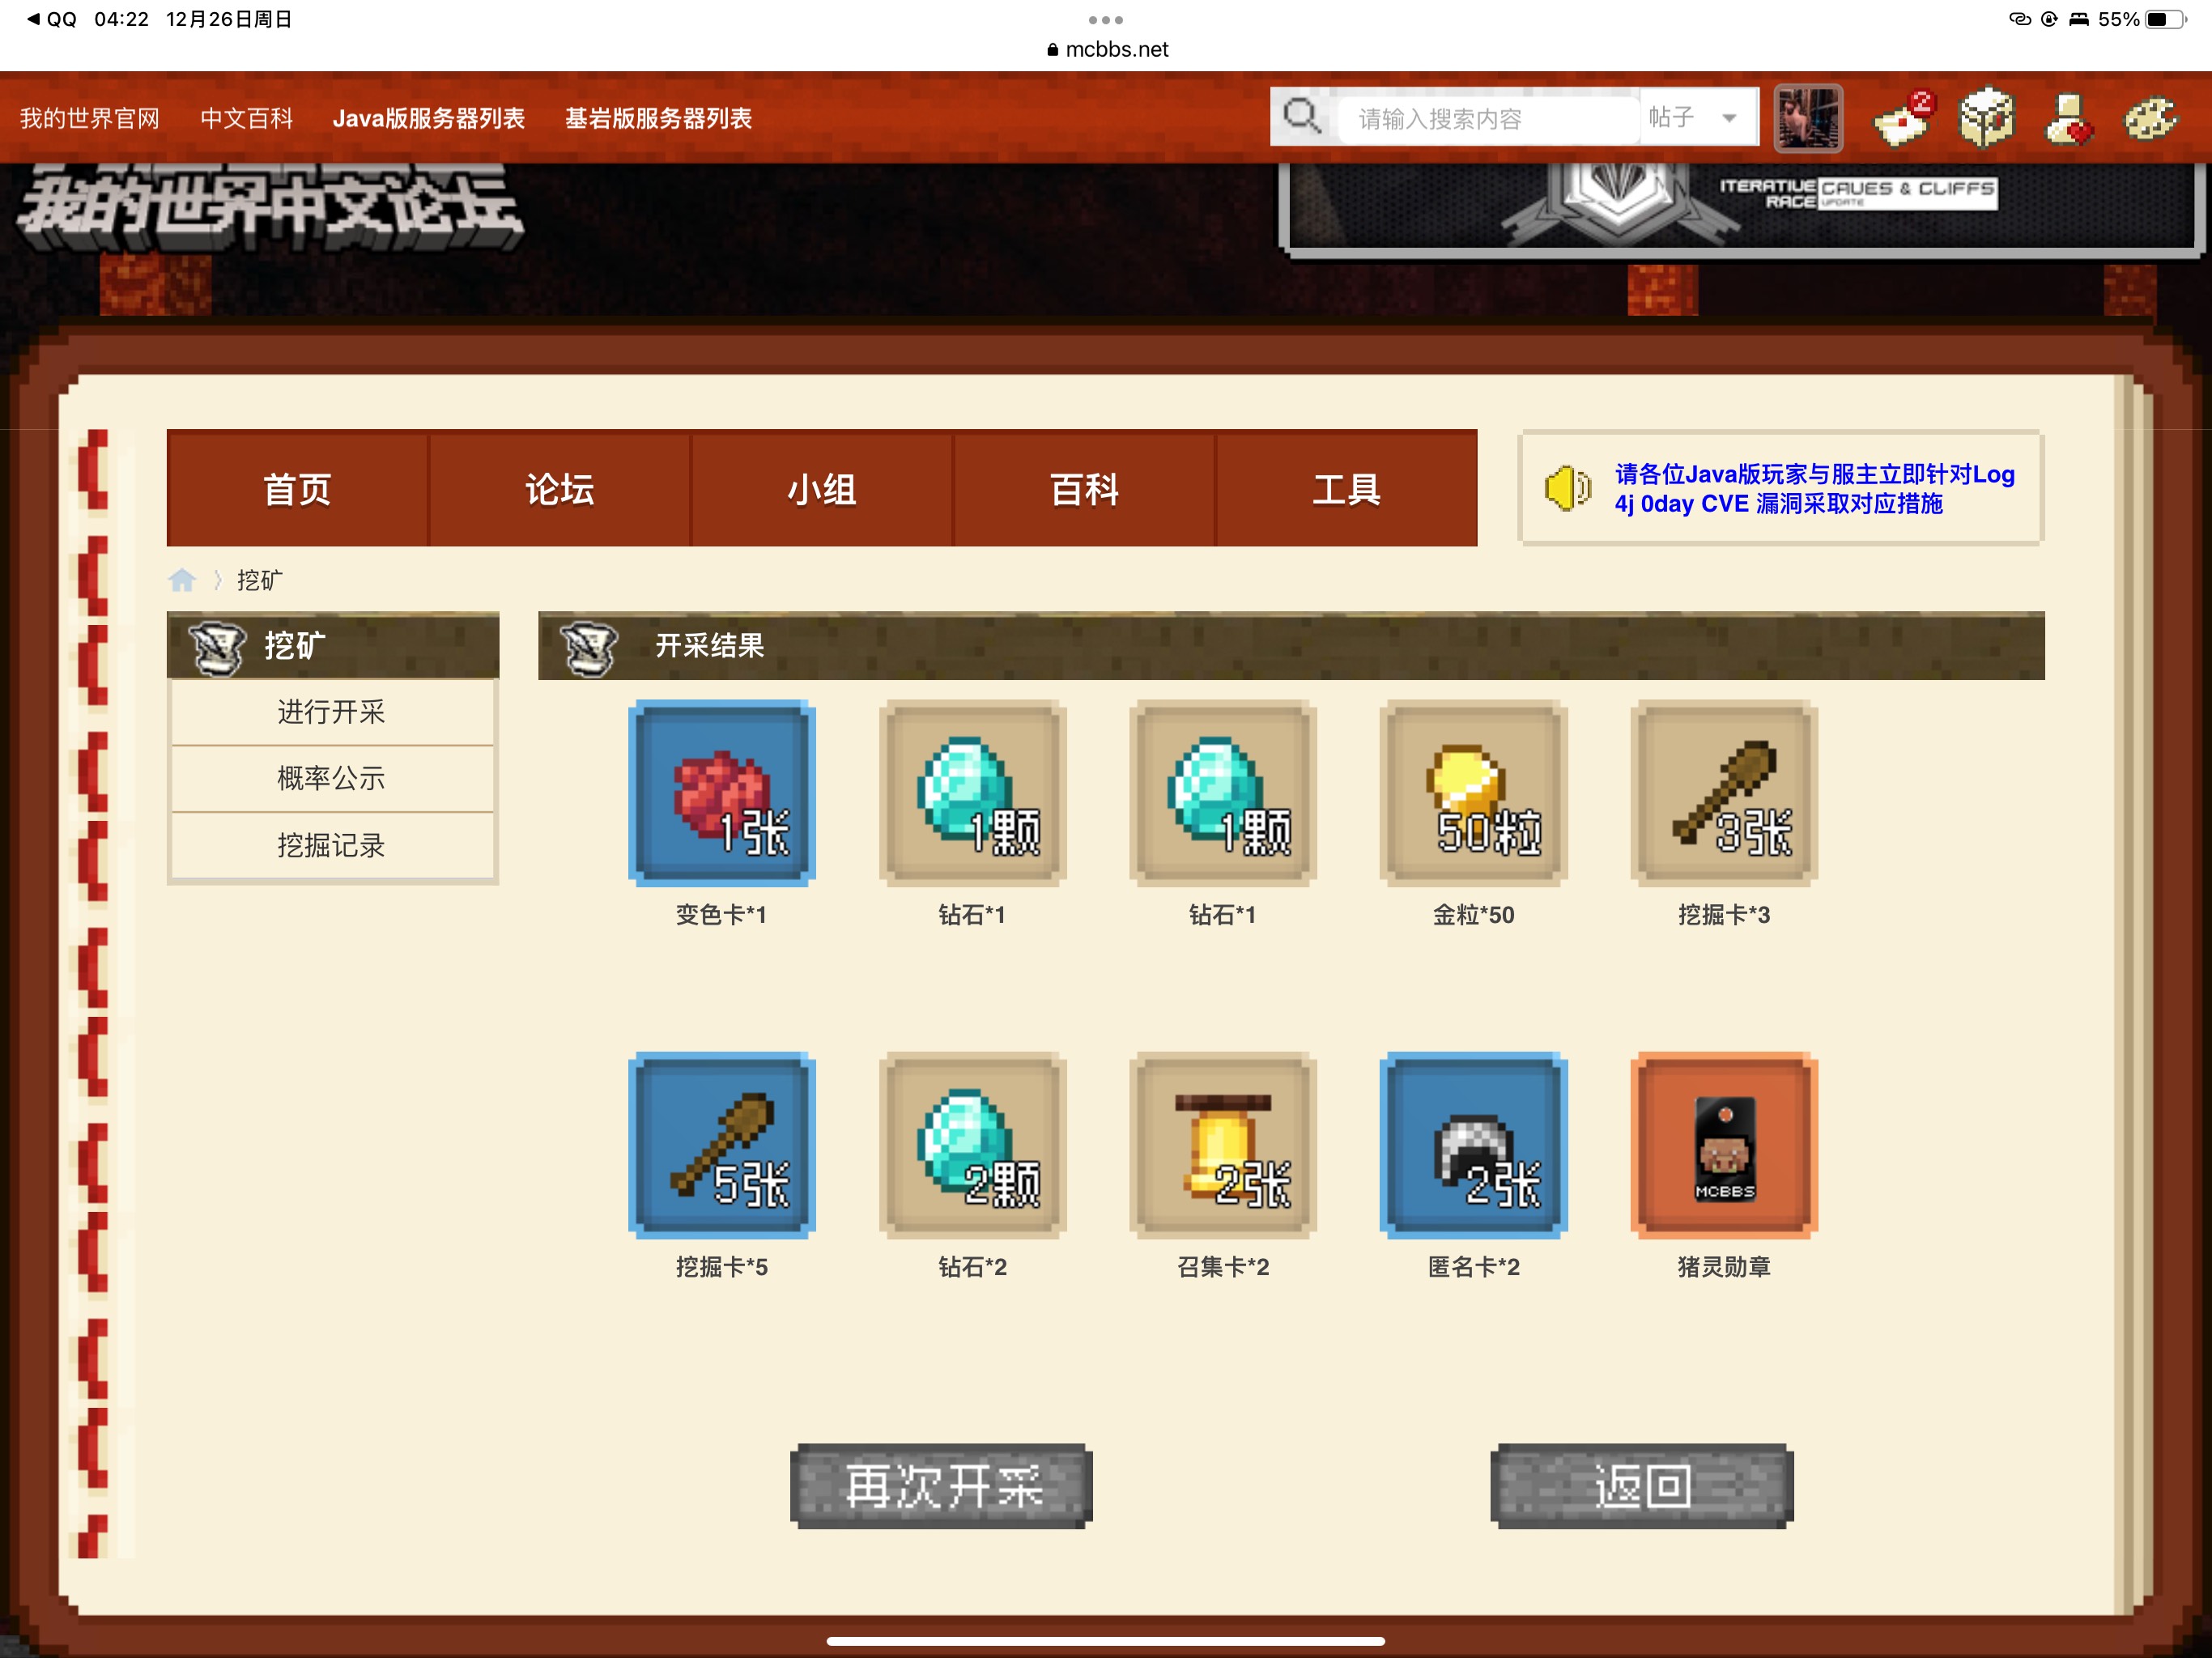 QQ 04:22 12月26日周日
55%
mcbbs.net
我的世界官网 中文百科 Java版服务器列表 基岩版服务器列表
请输入搜索内容 帖子
2
我的世界中文论坛
ITERATIVE CAVES & CLIFFS
RACE UPDATE
首页 论坛 小组 百科 工具
请各位Java版玩家与服主立即针对Log
4j 0day CVE 漏洞采取对应措施
挖矿
挖矿
进行开采
概率公示
挖掘记录
开采结果
1张 1颗 1颗 50粒 3张
变色卡*1 钻石*1 钻石*1 金粒*50 挖掘卡*3
5张 2颗 2张 2张 MCBBS
挖掘卡*5 钻石*2 召集卡*2 匿名卡*2 猪灵勋章
再次开采 返回